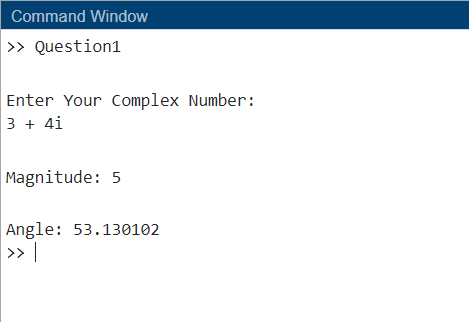 Command Window
>> Question1
Enter Your Complex Number:
3 + 4i
Magnitude: 5
Angle: 53.130102
>>